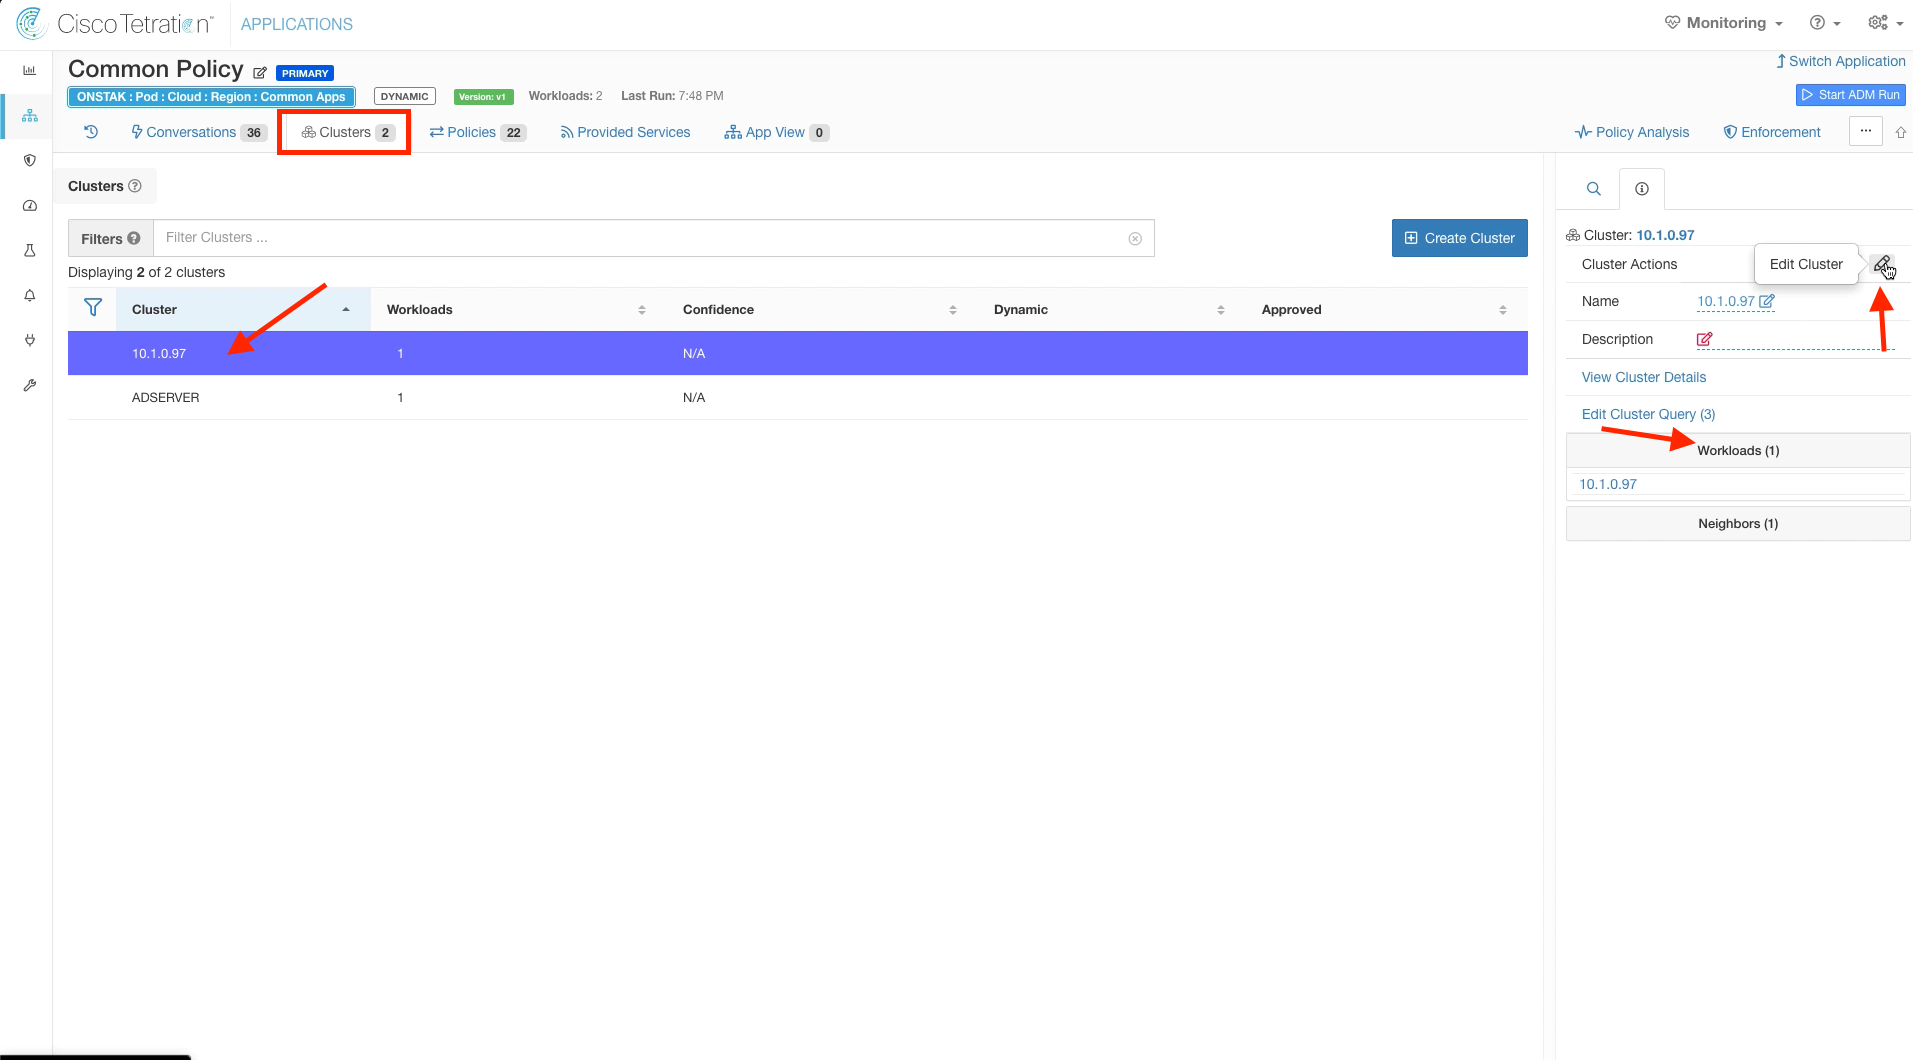 Cisco Tetration™ APPLICATIONS
Monitoring
Common Policy PRIMARY
Switch Application
ONSTAK : Pod : Cloud : Region : Common Apps DYNAMIC Version: v1 Workloads: 2 Last Run: 7:48 PM
Start ADM Run
Conversations 36 Clusters 2 Policies 22 Provided Services App View 0
Policy Analysis Enforcement ...
Clusters
Filters Filter Clusters ...
Create Cluster
Displaying 2 of 2 clusters
Cluster Workloads Confidence Dynamic Approved
10.1.0.97 1 N/A
ADSERVER 1 N/A
Cluster: 10.1.0.97
Cluster Actions Edit Cluster
Name 10.1.0.97
Description
View Cluster Details
Edit Cluster Query (3)
Workloads (1)
10.1.0.97
Neighbors (1)